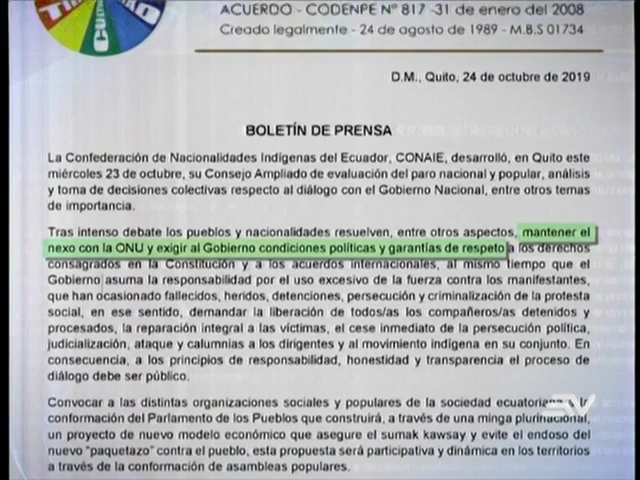 ACUERDO - CODENPE Nº 817 -31 de enero del 2008
Creado legalmente - 24 de agosto de 1989 - M.B.S 01734
D.M., Quito, 24 de octubre de 2019
BOLETÍN DE PRENSA
La Confederación de Nacionalidades Indígenas del Ecuador, CONAIE, desarrolló, en Quito este
miércoles 23 de octubre, su Consejo Ampliado de evaluación del paro nacional y popular, análisis
y toma de decisiones colectivas respecto al diálogo con el Gobierno Nacional, entre otros temas
de importancia.
Tras intenso debate los pueblos y nacionalidades resuelven, entre otros aspectos, mantener el
nexo con la ONU y exigir al Gobierno condiciones políticas y garantías de respeto a los derechos
consagrados en la Constitución y a los acuerdos internacionales, al mismo tiempo que el
Gobierno asuma la responsabilidad por el uso excesivo de la fuerza contra los manifestantes,
que han ocasionado fallecidos, heridos, detenciones, persecución y criminalización de la protesta
social, en ese sentido, demandar la liberación de todos/as los compañeros/as detenidos y
procesados, la reparación integral a las víctimas, el cese inmediato de la persecución política,
judicialización, ataque y calumnias a los dirigentes y al movimiento indígena en su conjunto. En
consecuencia, a los principios de responsabilidad, honestidad y transparencia el proceso de
diálogo debe ser público.
Convocar a las distintas organizaciones sociales y populares de la sociedad ecuatoriana
conformación del Parlamento de los Pueblos que construirá, a través de una minga plurinacional,
un proyecto de nuevo modelo económico que asegure el sumak kawsay y evite el endoso del
nuevo "paquetazo" contra el pueblo, esta propuesta será participativa y dinámica en los territorios
a través de la conformación de asambleas populares.